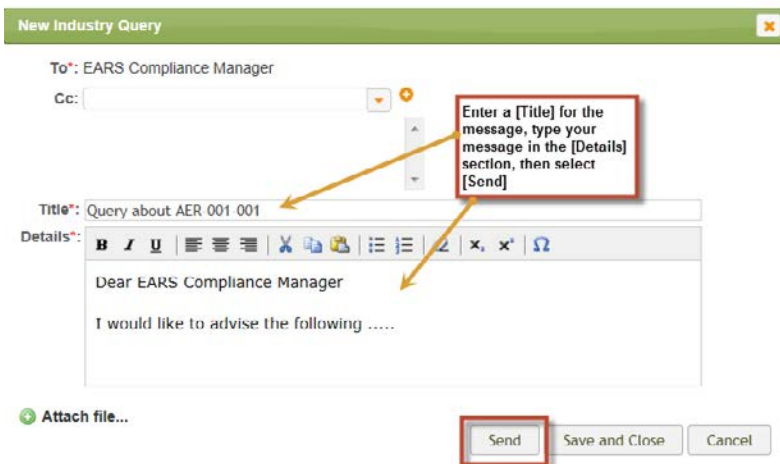 New Industry Query
To*: EARS Compliance Manager
Cc:
Enter a [Title] for the
message, type your
message in the [Details]
section, then select
[Send]
Title*: Query about AER 001 001
Details*:
B I U x, x˟ Ω
Dear EARS Compliance Manager
I would like to advise the following .....
Attach file...
Send Save and Close Cancel